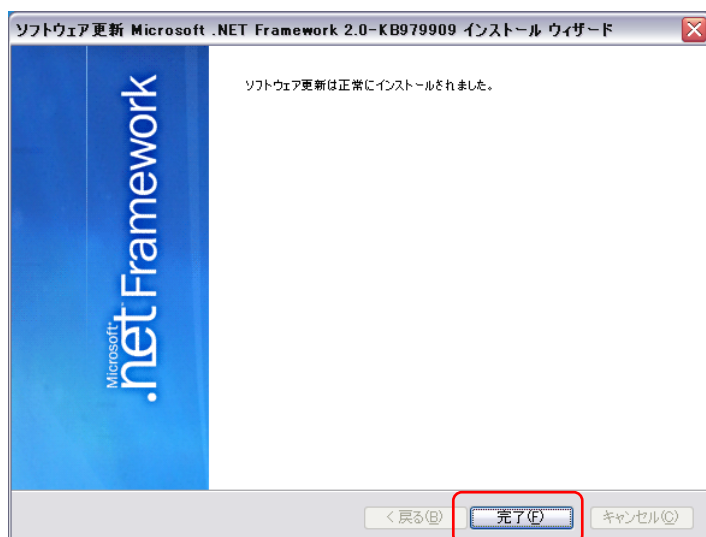 ソフトウェア更新 Microsoft .NET Framework 2.0-KB979909 インストール ウィザード
ソフトウェア更新は正常にインストールされました。
Microsoft
.net Framework
< 戻る(B)
完了(F)
キャンセル(C)